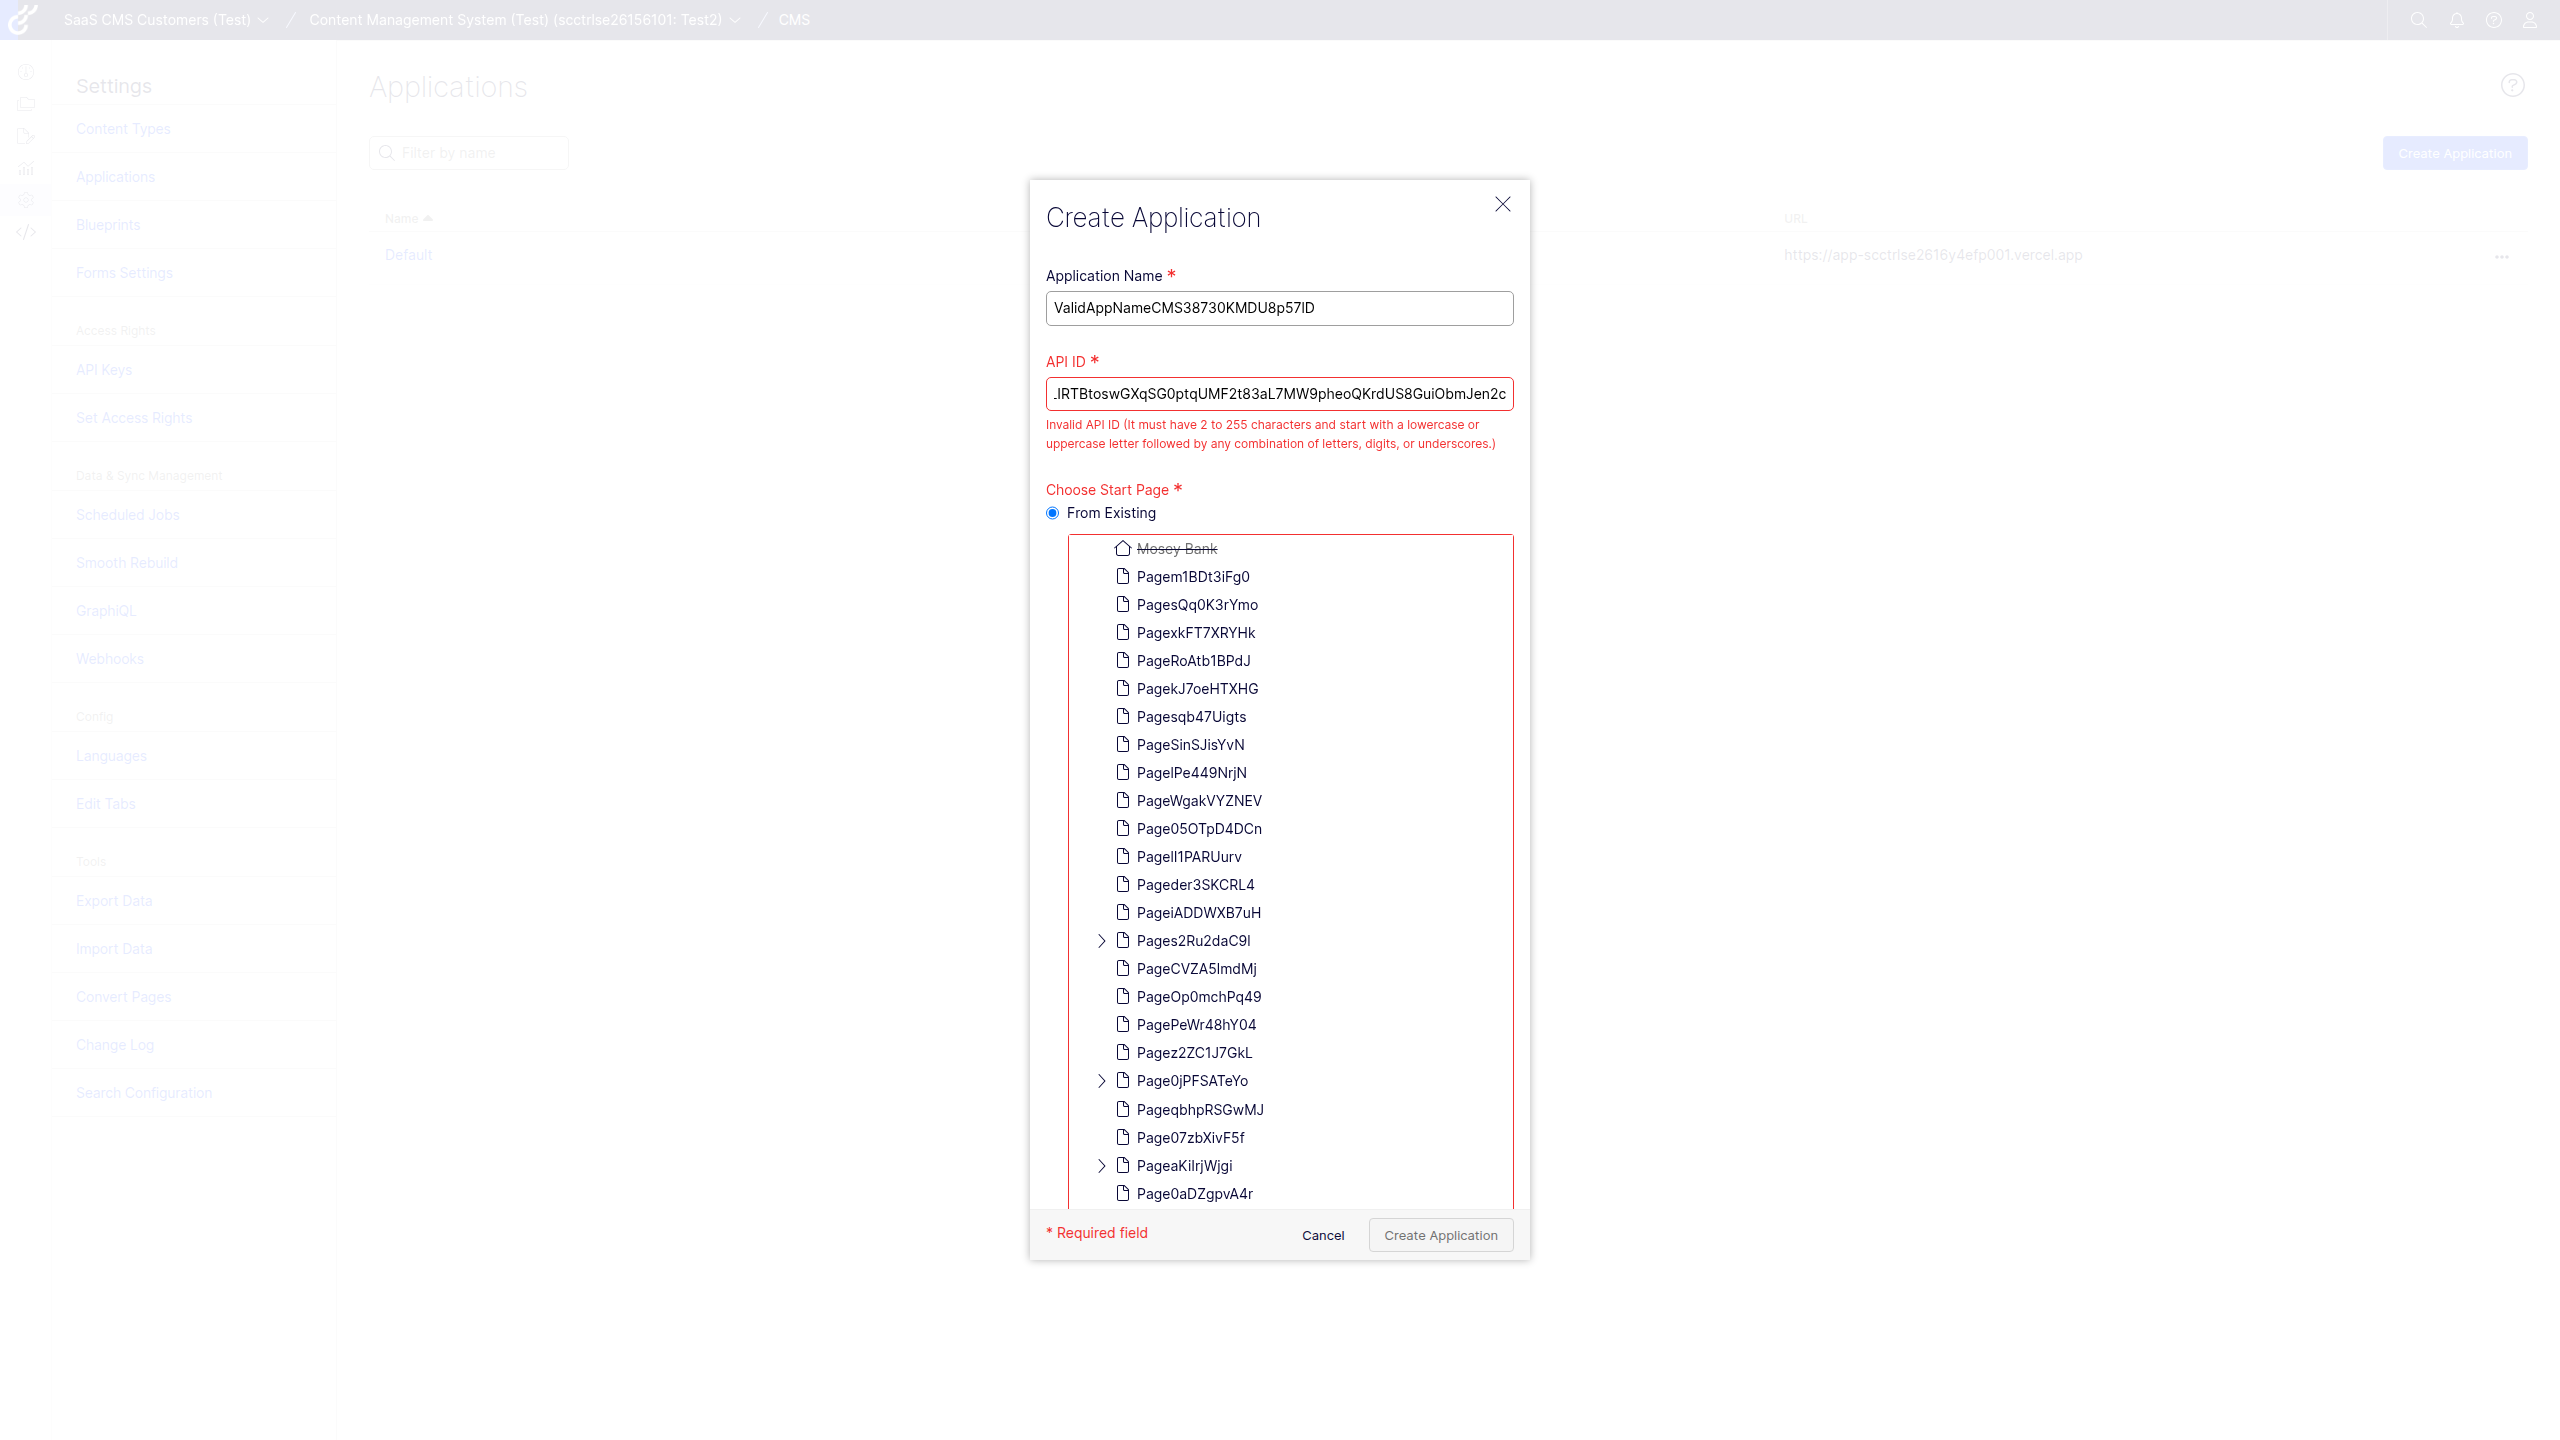 SaaS CMS Customers (Test) / Content Management System (Test) (scctrlse26156101: Test2) / CMS
Settings
Content Types
Applications
Blueprints
Forms Settings
Access Rights
API Keys
Set Access Rights
Data & Sync Management
Scheduled Jobs
Smooth Rebuild
GraphiQL
Webhooks
Config
Languages
Edit Tabs
Tools
Export Data
Import Data
Convert Pages
Change Log
Search Configuration
Applications
Filter by name
Create Application
Name
URL
Default
https://app-scctrlse2616y4efp001.vercel.app
Create Application
Application Name *
ValidAppNameCMS38730KMDU8p57ID
API ID *
.IRTBtoswGXqSG0ptqUMF2t83aL7MW9pheoQKrdUS8GuiObmJen2c
Invalid API ID (It must have 2 to 255 characters and start with a lowercase or
uppercase letter followed by any combination of letters, digits, or underscores.)
Choose Start Page *
From Existing
Mosey Bank
Pagem1BDt3iFg0
PagesQq0K3rYmo
PagexkFT7XRYHk
PageRoAtb1BPdJ
PagekJ7oeHTXHG
Pagesqb47Uigts
PageSinSJisYvN
PagelPe449NrjN
PageWgakVYZNEV
Page05OTpD4DCn
PageII1PARUurv
Pageder3SKCRL4
PageiADDWXB7uH
Pages2Ru2daC9I
PageCVZA5lmdMj
PageOp0mchPq49
PagePeWr48hY04
Pagez2ZC1J7GkL
Page0jPFSATeYo
PageqbhpRSGwMJ
Page07zbXivF5f
PageaKilrjWjgi
Page0aDZgpvA4r
* Required field
Cancel
Create Application